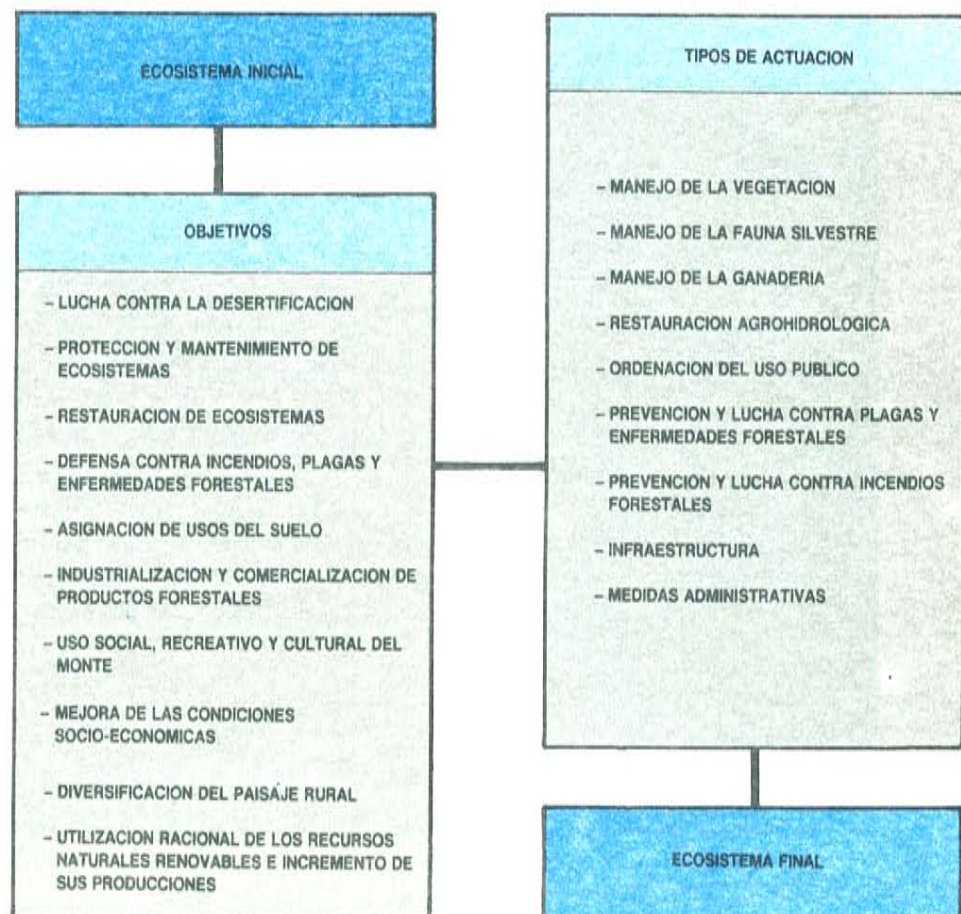 ECOSISTEMA INICIAL
OBJETIVOS
– LUCHA CONTRA LA DESERTIFICACION
– PROTECCION Y MANTENIMIENTO DE
ECOSISTEMAS
– RESTAURACION DE ECOSISTEMAS
– DEFENSA CONTRA INCENDIOS, PLAGAS Y
ENFERMEDADES FORESTALES
– ASIGNACION DE USOS DEL SUELO
– INDUSTRIALIZACION Y COMERCIALIZACION DE
PRODUCTOS FORESTALES
– USO SOCIAL, RECREATIVO Y CULTURAL DEL
MONTE
– MEJORA DE LAS CONDICIONES
SOCIO-ECONOMICAS
– DIVERSIFICACION DEL PAISAJE RURAL
– UTILIZACION RACIONAL DE LOS RECURSOS
NATURALES RENOVABLES E INCREMENTO DE
SUS PRODUCCIONES
TIPOS DE ACTUACION
– MANEJO DE LA VEGETACION
– MANEJO DE LA FAUNA SILVESTRE
– MANEJO DE LA GANADERIA
– RESTAURACION AGROHIDROLOGICA
– ORDENACION DEL USO PUBLICO
– PREVENCION Y LUCHA CONTRA PLAGAS Y
ENFERMEDADES FORESTALES
– PREVENCION Y LUCHA CONTRA INCENDIOS
FORESTALES
– INFRAESTRUCTURA
– MEDIDAS ADMINISTRATIVAS
ECOSISTEMA FINAL